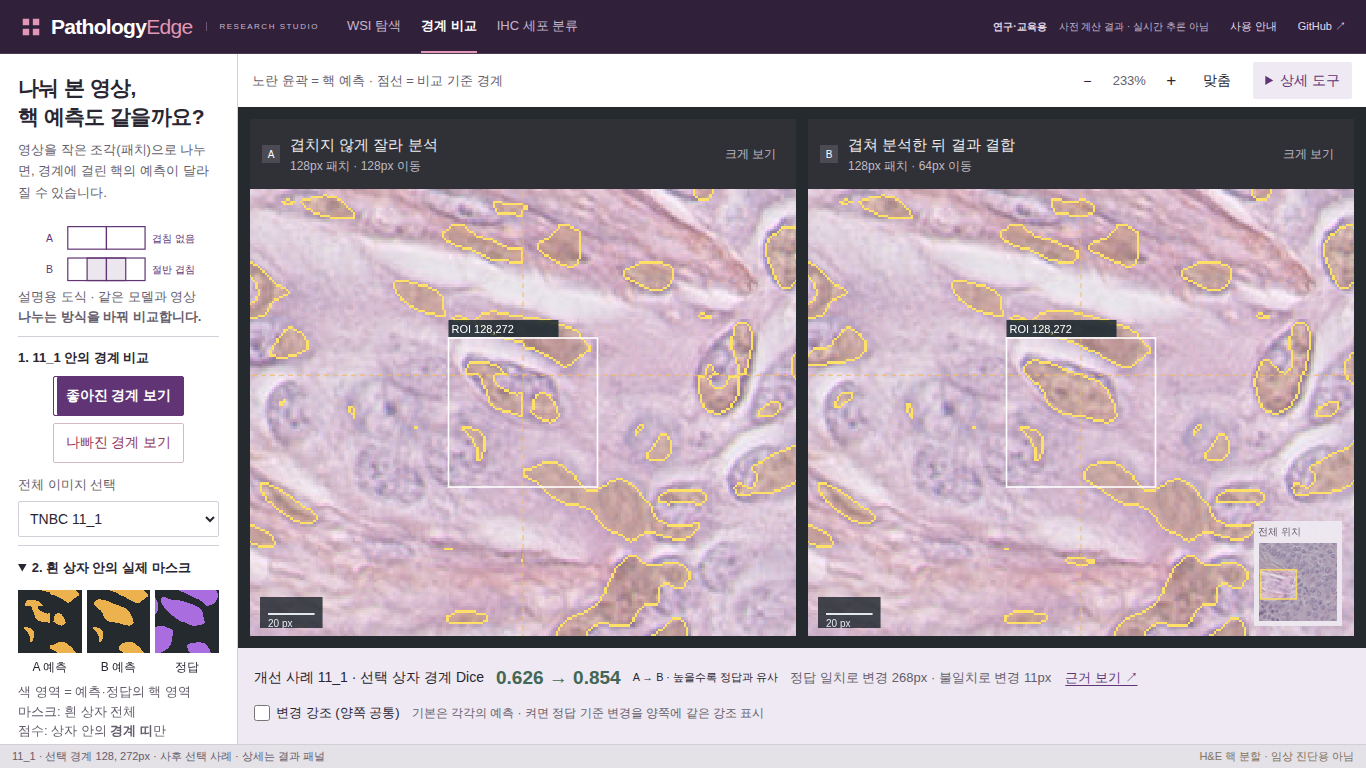 PathologyEdge RESEARCH STUDIO WSI 탐색 경계 비교 IHC 세포 분류 연구·교육용 사전 계산 결과 · 실시간 추론 아님 사용 안내 GitHub ↗
나눠 본 영상,
핵 예측도 같을까요?
영상을 작은 조각(패치)으로 나누
면, 경계에 걸린 핵의 예측이 달라
질 수 있습니다.
A 겹침 없음
B 절반 겹침
설명용 도식 · 같은 모델과 영상
나누는 방식을 바꿔 비교합니다.
1. 11_1 안의 경계 비교
좋아진 경계 보기
나빠진 경계 보기
전체 이미지 선택
TNBC 11_1
▼ 2. 흰 상자 안의 실제 마스크
A 예측 B 예측 정답
색 영역 = 예측·정답의 핵 영역
마스크: 흰 상자 전체
점수: 상자 안의 경계 띠만
노란 윤곽 = 핵 예측 · 점선 = 비교 기준 경계 − 233% + 맞춤 ▶ 상세 도구
A 겹치지 않게 잘라 분석 크게 보기
128px 패치 · 128px 이동
ROI 128,272
20 px
B 겹쳐 분석한 뒤 결과 결합 크게 보기
128px 패치 · 64px 이동
ROI 128,272
전체 위치
20 px
개선 사례 11_1 · 선택 상자 경계 Dice 0.626 → 0.854 A → B · 높을수록 정답과 유사 정답 일치로 변경 268px · 불일치로 변경 11px 근거 보기 ↗
변경 강조 (양쪽 공통) 기본은 각각의 예측 · 켜면 정답 기준 변경을 양쪽에 같은 강조 표시
11_1 · 선택 경계 128, 272px · 사후 선택 사례 · 상세는 결과 패널 H&E 핵 분할 · 임상 진단용 아님